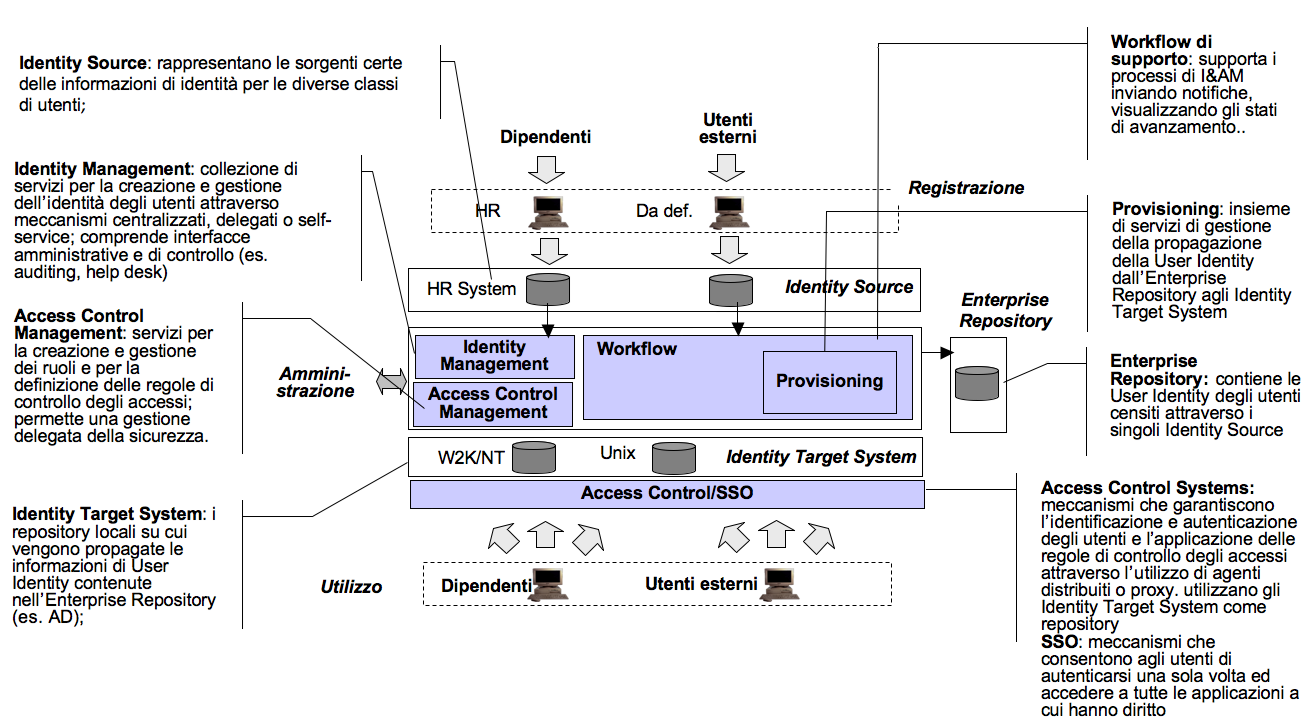 Identity Source: rappresentano le sorgenti certe
delle informazioni di identità per le diverse classi
di utenti;
Identity Management: collezione di
servizi per la creazione e gestione
dell'identità degli utenti attraverso
meccanismi centralizzati, delegati o self-
service; comprende interfacce
amministrative e di controllo (es.
auditing, help desk)
Access Control
Management: servizi per
la creazione e gestione
dei ruoli e per la
definizione delle regole di
controllo degli accessi;
permette una gestione
delegata della sicurezza.
Identity Target System: i
repository locali su cui
vengono propagate le
informazioni di User
Identity contenute
nell'Enterprise Repository
(es. AD);
Dipendenti
Utenti
esterni
Registrazione
HR
Da def.
HR System
Identity Source
Ammini-
strazione
Identity
Management
Access Control
Management
Workflow
Provisioning
Enterprise
Repository
W2K/NT
Unix
Identity Target System
Access Control/SSO
Utilizzo
Dipendenti
Utenti esterni
Workflow di
supporto: supporta i
processi di I&AM
inviando notifiche,
visualizzando gli stati
di avanzamento..
Provisioning: insieme
di servizi di gestione
della propagazione
della User Identity
dall'Enterprise
Repository agli Identity
Target System
Enterprise
Repository: contiene le
User Identity degli utenti
censiti attraverso i
singoli Identity Source
Access Control Systems:
meccanismi che garantiscono
l'identificazione e autenticazione
degli utenti e l'applicazione delle
regole di controllo degli accessi
attraverso l'utilizzo di agenti
distribuiti o proxy. utilizzano gli
Identity Target System come
repository
SSO: meccanismi che
consentono agli utenti di
autenticarsi una sola volta ed
accedere a tutte le applicazioni a
cui hanno diritto